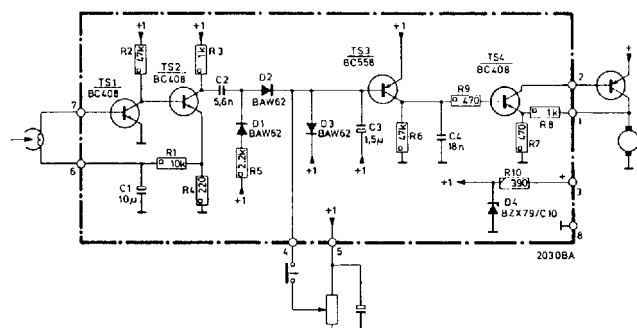 +1
+1
+1
R2
47k
TS2
BC408
1k
R3
TS1
BC408
C2
5,6n
D2
BAW62
TS3
BC558
TS4
BC408
7
2
R9
470
1k
R8
1
D1
BAW62
D3
BAW62
C3
1,5µ
47k
R6
C4
18n
470
R7
R1
10k
6
2.2k
R5
C1
10µ
R4
220
+1
+1
+1
+1
R10
390
+
3
D4
BZX79/C10
8
+1
4
5
2030BA
+